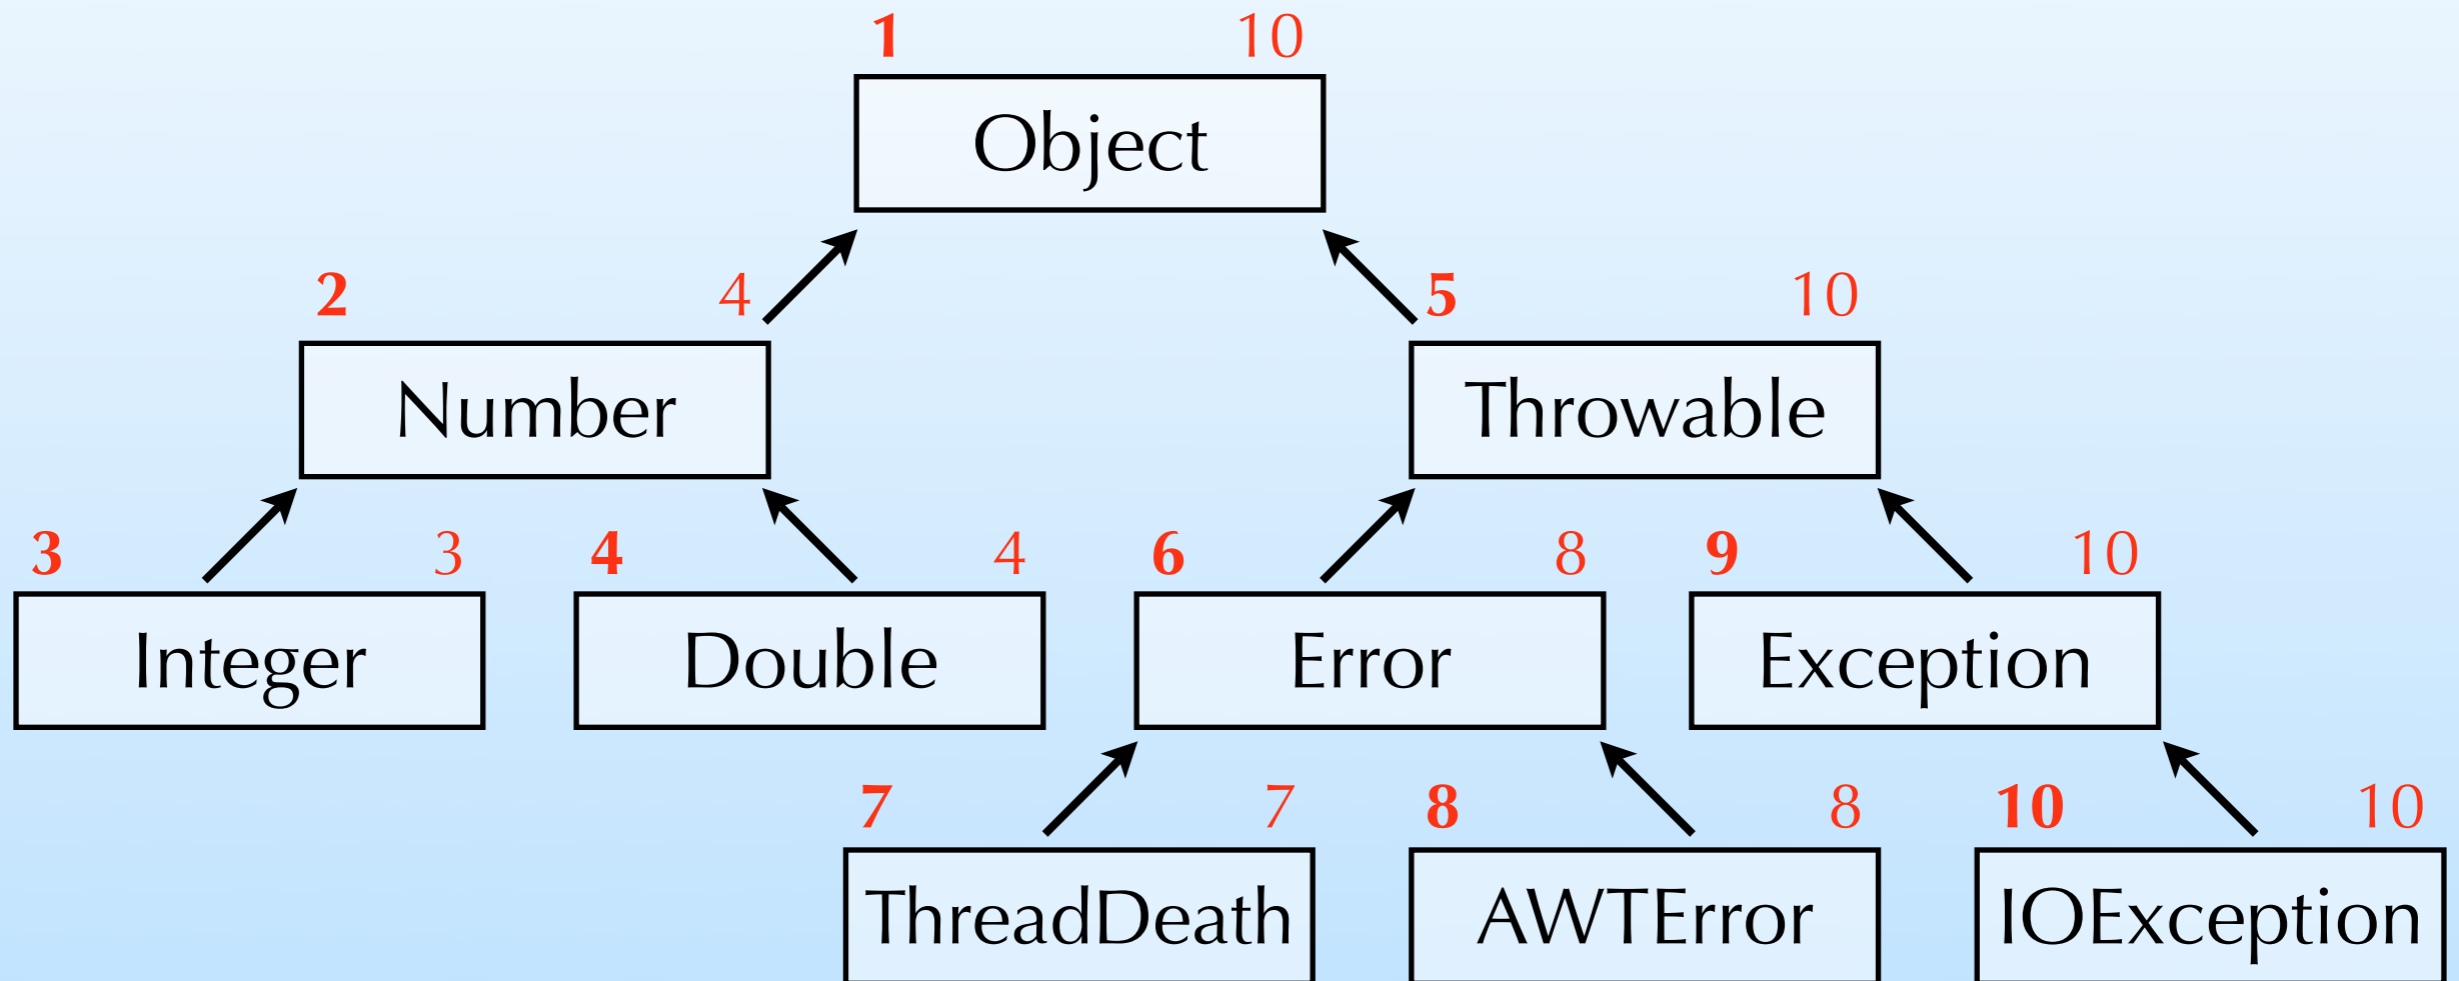 1 10
Object
2 4 5 10
Number Throwable
3 3 4 4 6 8 9 10
Integer Double Error Exception
7 7 8 8 10 10
ThreadDeath AWTError IOException